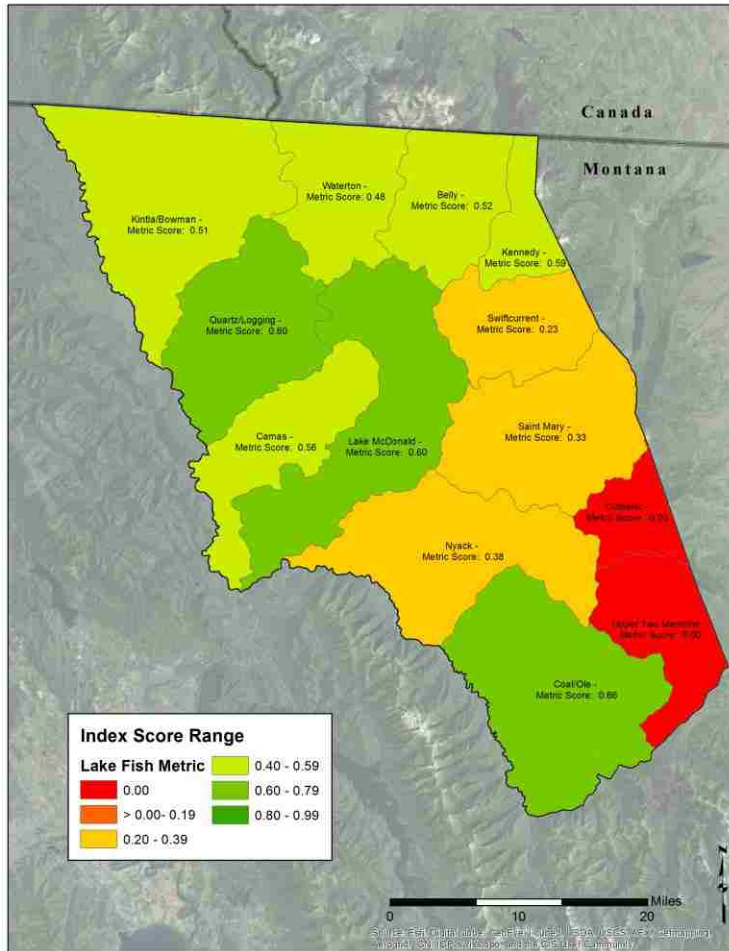 Canada
Montana
Waterton -
Metric Score: 0.48
Belly -
Metric Score: 0.52
Kintla/Bowman -
Metric Score: 0.51
Kennedy -
Metric Score: 0.59
Quartz/Logging -
Metric Score: 0.60
Swiftcurrent -
Metric Score: 0.23
Camas -
Metric Score: 0.56
Lake McDonald -
Metric Score: 0.60
Saint Mary -
Metric Score: 0.33
Metric Score: 0.00
Nyack -
Metric Score: 0.38
Upper Two Medicine
Metric Score: 0.00
Coal/Ole -
Metric Score: 0.66
Index Score Range
Lake Fish Metric
0.00
> 0.00- 0.19
0.20 - 0.39
0.40 - 0.59
0.60 - 0.79
0.80 - 0.99
Miles
0 10 20